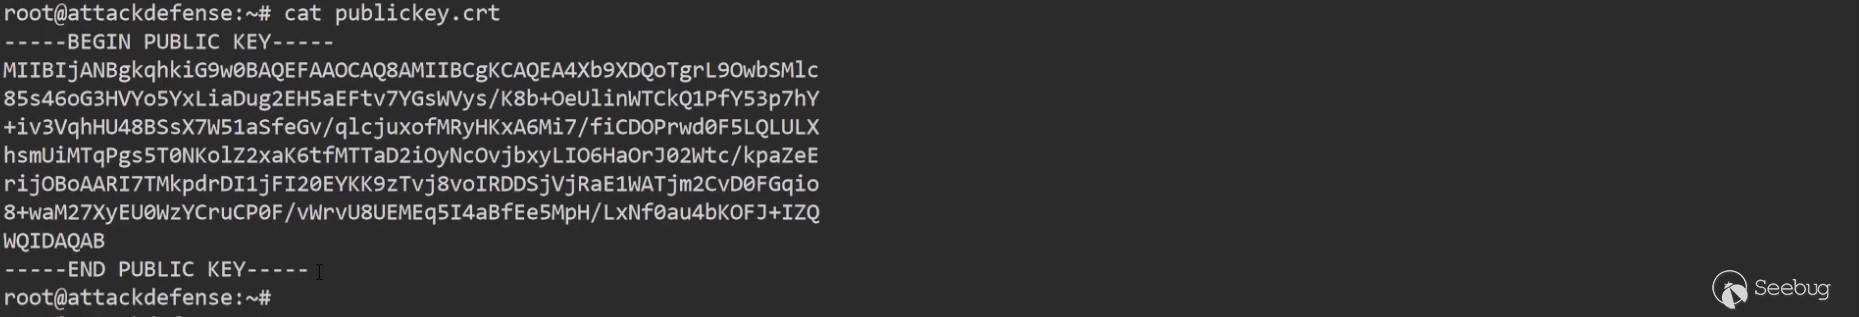 root@attackdefense:~# cat publickey.crt
-----BEGIN PUBLIC KEY-----
MIIBIjANBgkqhkiG9w0BAQEFAAOCAQ8AMIIBCgKCAQEA4Xb9XDQoTgrL9OwbSMlc
85s46oG3HVYo5YxLiaDug2EH5aEFtv7YGsWVys/K8b+OeUlinWTCkQ1PfY53p7hY
+iv3VqhHU48BSsX7W51aSfeGv/qlcjuxofMRyHKxA6Mi7/fiCDOPrwd0F5LQLULX
hsmUiMTqPgs5T0NKolZ2xaK6tfMTTaD2iOyNcOvjbxyLIO6HaOrJ02Wtc/kpaZeE
rijOBoAARI7TMkpdrDI1jFI20EYKK9zTvj8voIRDDSjVjRaE1WATjm2CvD0FGqio
8+waM27XyEU0WzYCruCP0F/vWrvU8UEMEq5I4aBfEe5MpH/LxNf0au4bKOFJ+IZQ
WQIDAQAB
-----END PUBLIC KEY-----
root@attackdefense:~#
Seebug